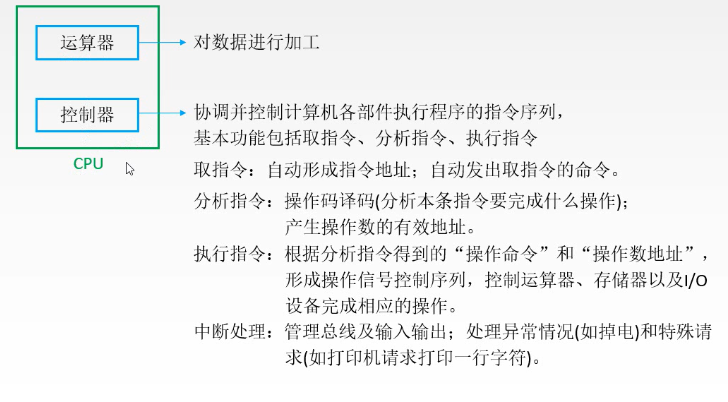 运算器
对数据进行加工
控制器
协调并控制计算机各部件执行程序的指令序列，
基本功能包括取指令、分析指令、执行指令
CPU
取指令：自动形成指令地址；自动发出取指令的命令。
分析指令：操作码译码(分析本条指令要完成什么操作)；
产生操作数的有效地址。
执行指令：根据分析指令得到的“操作命令”和“操作数地址”，
形成操作信号控制序列，控制运算器、存储器以及I/O
设备完成相应的操作。
中断处理：管理总线及输入输出；处理异常情况(如掉电)和特殊请
求(如打印机请求打印一行字符)。